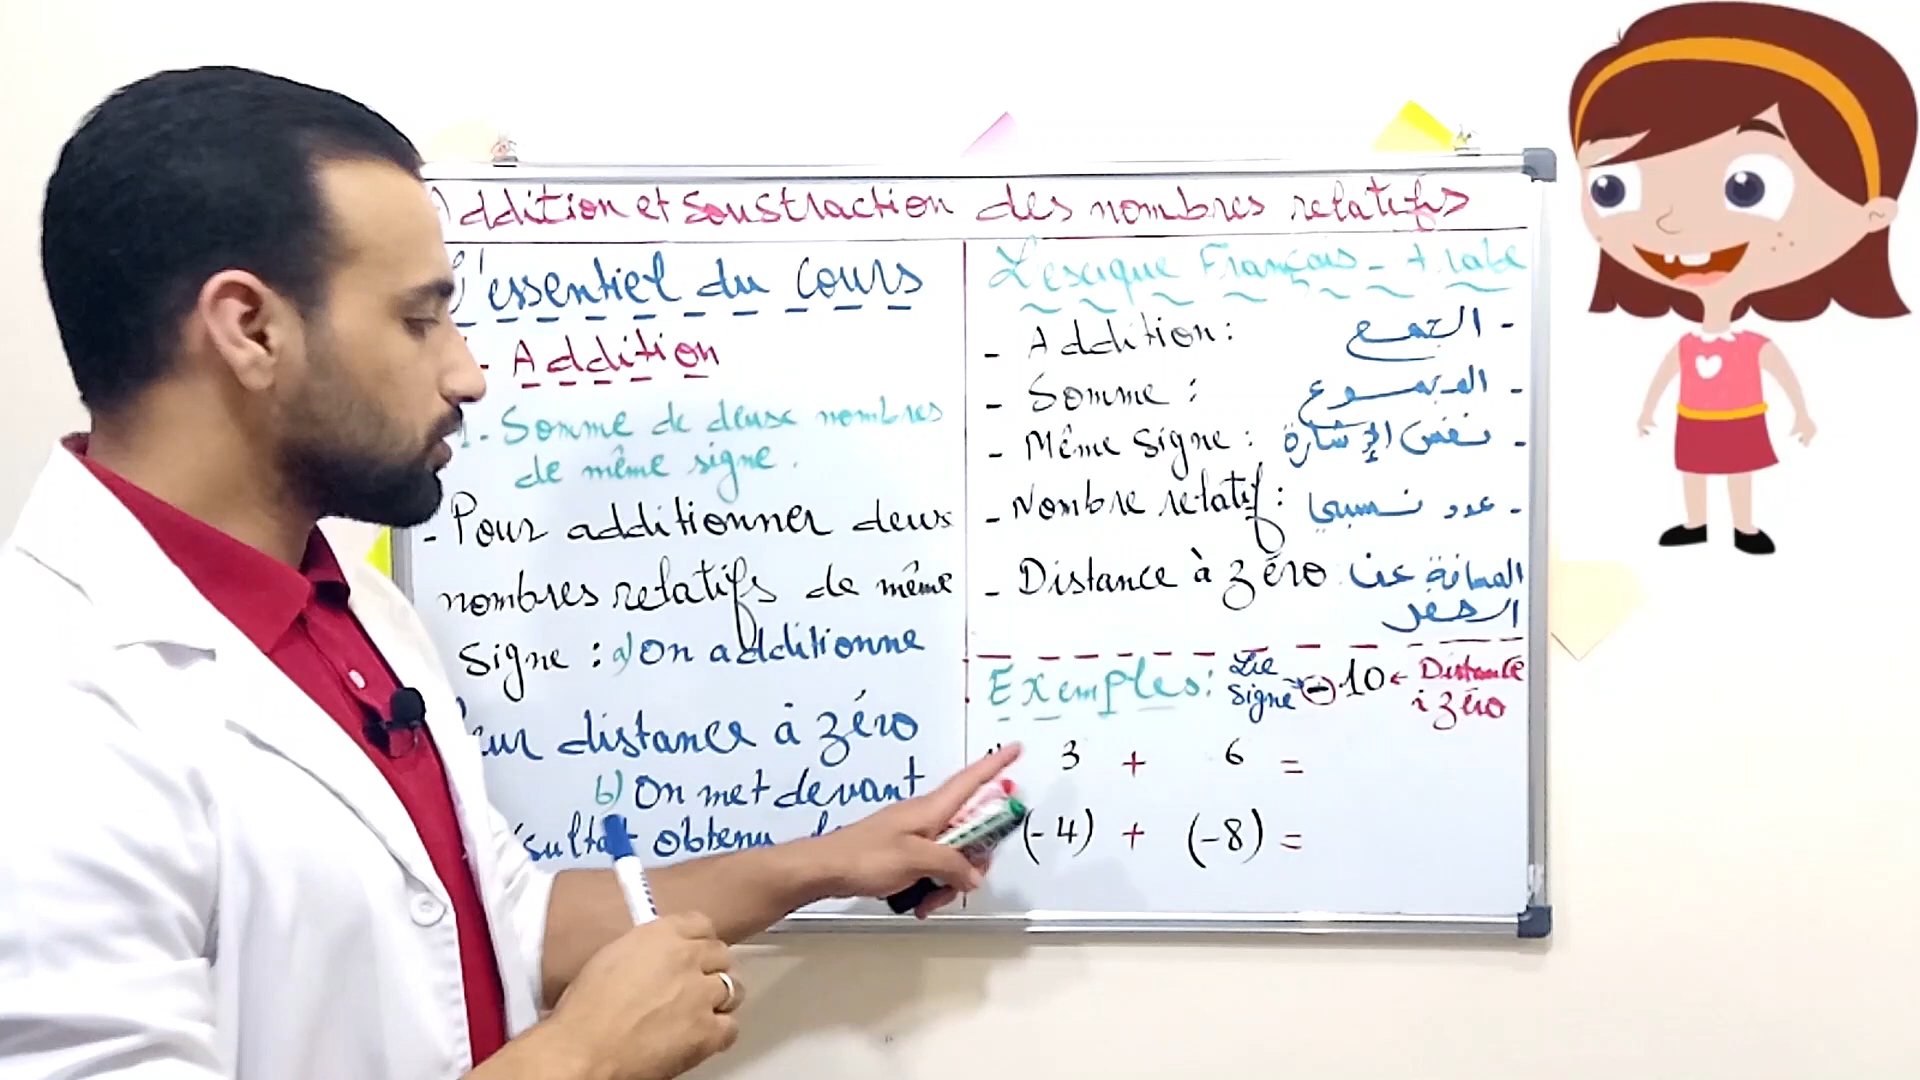 Addition et Soustraction des nombres relatifs
L'essentiel du Cours
- Addition
1. Somme de deux nombres
de même signe.
- Pour additionner deux
nombres relatifs de même
signe : a) On additionne
leur distance à zéro
b) On met devant
résultat obtenu
Lexique Français - Arabe
- Addition : الجمع -
- Somme : المجموع -
- Même signe : نفس الإشارة -
- Nombre relatif : عدد نسبي -
- Distance à zéro : المسافة عن
الصفر
Exemples : Le signe → - 10 ← Distance à zéro
3 + 6 =
(-4) + (-8) =